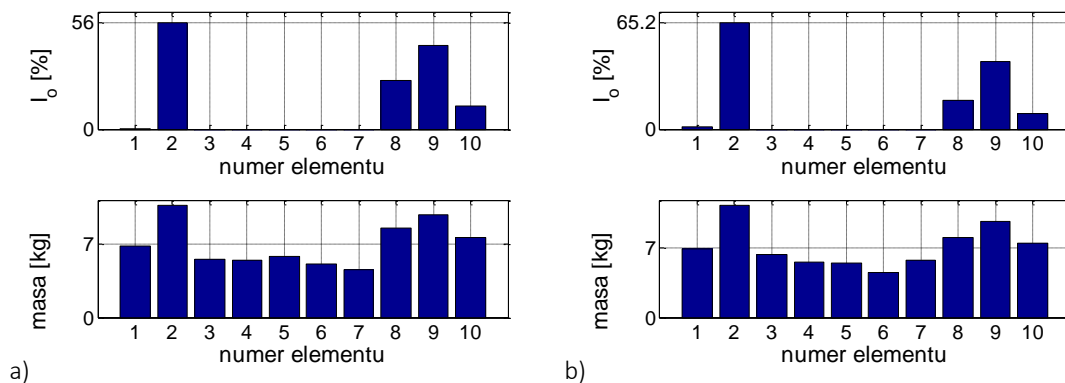 56
I_o [%]
0
1 2 3 4 5 6 7 8 9 10
numer elementu
7
masa [kg]
0
1 2 3 4 5 6 7 8 9 10
numer elementu
a)
65.2
I_o [%]
0
1 2 3 4 5 6 7 8 9 10
numer elementu
7
masa [kg]
0
1 2 3 4 5 6 7 8 9 10
numer elementu
b)